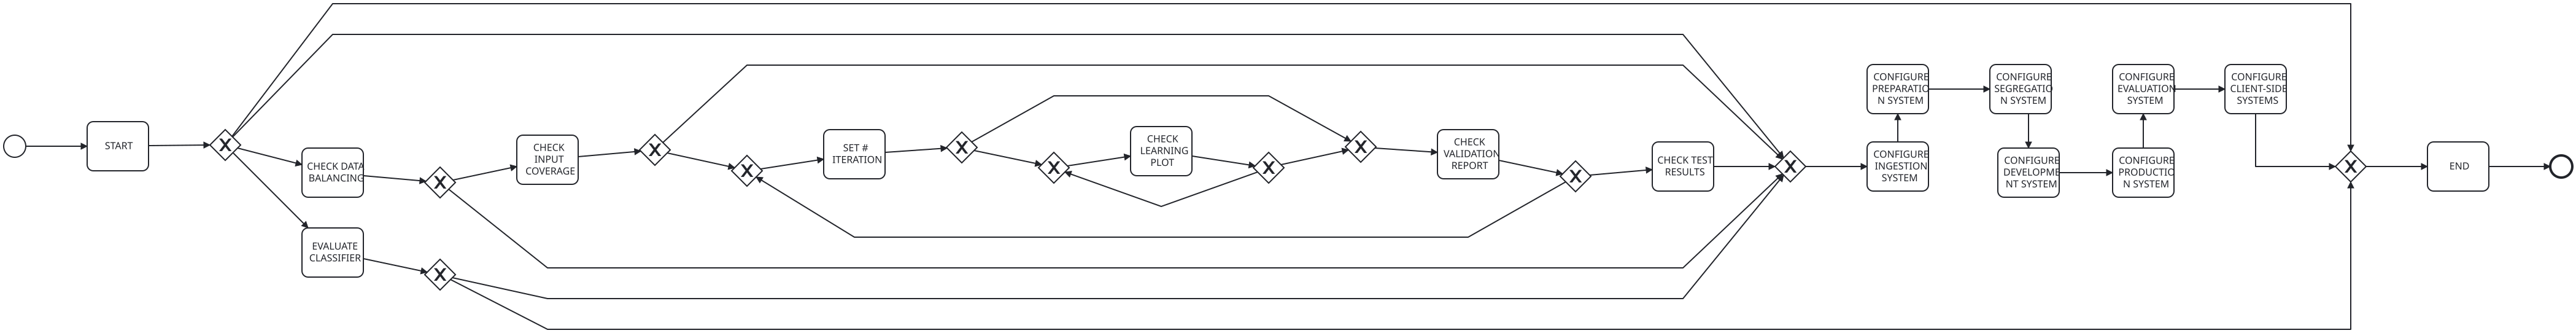 START
CHECK DATA
BALANCING
EVALUATE
CLASSIFIER
CHECK
INPUT
COVERAGE
SET #
ITERATION
CHECK
LEARNING
PLOT
CHECK
VALIDATION
REPORT
CHECK TEST
RESULTS
CONFIGURE
INGESTION
SYSTEM
CONFIGURE
PREPARATIO
N SYSTEM
CONFIGURE
SEGREGATIO
N SYSTEM
CONFIGURE
DEVELOPME
NT SYSTEM
CONFIGURE
PRODUCTIO
N SYSTEM
CONFIGURE
EVALUATION
SYSTEM
CONFIGURE
CLIENT-SIDE
SYSTEMS
END